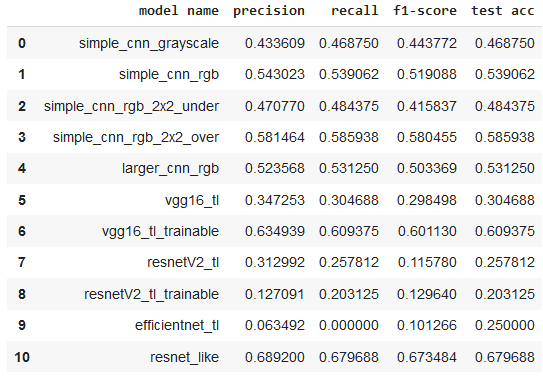 model name precision recall f1-score test acc
0 simple_cnn_grayscale 0.433609 0.468750 0.443772 0.468750
1 simple_cnn_rgb 0.543023 0.539062 0.519088 0.539062
2 simple_cnn_rgb_2x2_under 0.470770 0.484375 0.415837 0.484375
3 simple_cnn_rgb_2x2_over 0.581464 0.585938 0.580455 0.585938
4 larger_cnn_rgb 0.523568 0.531250 0.503369 0.531250
5 vgg16_tl 0.347253 0.304688 0.298498 0.304688
6 vgg16_tl_trainable 0.634939 0.609375 0.601130 0.609375
7 resnetV2_tl 0.312992 0.257812 0.115780 0.257812
8 resnetV2_tl_trainable 0.127091 0.203125 0.129640 0.203125
9 efficientnet_tl 0.063492 0.000000 0.101266 0.250000
10 resnet_like 0.689200 0.679688 0.673484 0.679688